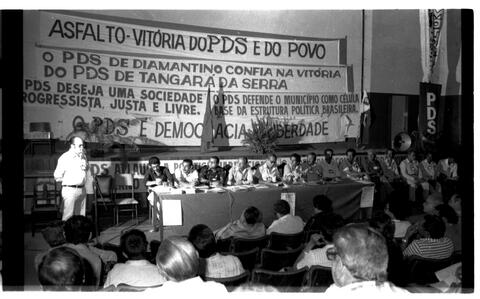 ASFALTO-VITÓRIA DO PDS E DO POVO
O PDS DE DIAMANTINO CONFIA NA VITÓRIA
DO PDS DE TANGARÁ DA SERRA
PDS DESEJA UMA SOCIEDADE
PROGRESSISTA, JUSTA E LIVRE.
O PDS DEFENDE O MUNICÍPIO COMO CÉLULA
BASE DA ESTRUTURA POLÍTICA BRASILEIRA
O PDS É DEMOCRACIA LIBERDADE
PDS
PDS